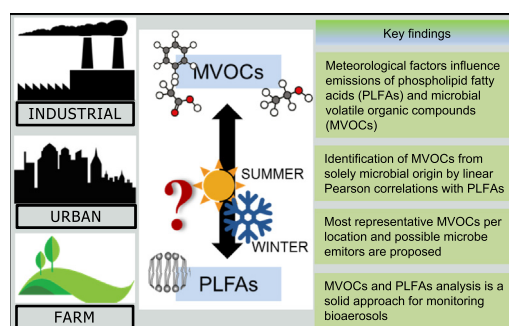 INDUSTRIAL
URBAN
FARM
MVOCs
SUMMER
?
WINTER
PLFAs
Key findings
Meteorological factors influence
emissions of phospholipid fatty
acids (PLFAs) and microbial
volatile organic compounds
(MVOCs)
Identification of MVOCs from
solely microbial origin by linear
Pearson correlations with PLFAs
Most representative MVOCs per
location and possible microbe
emitors are proposed
MVOCs and PLFAs analysis is a
solid approach for monitoring
bioaerosols